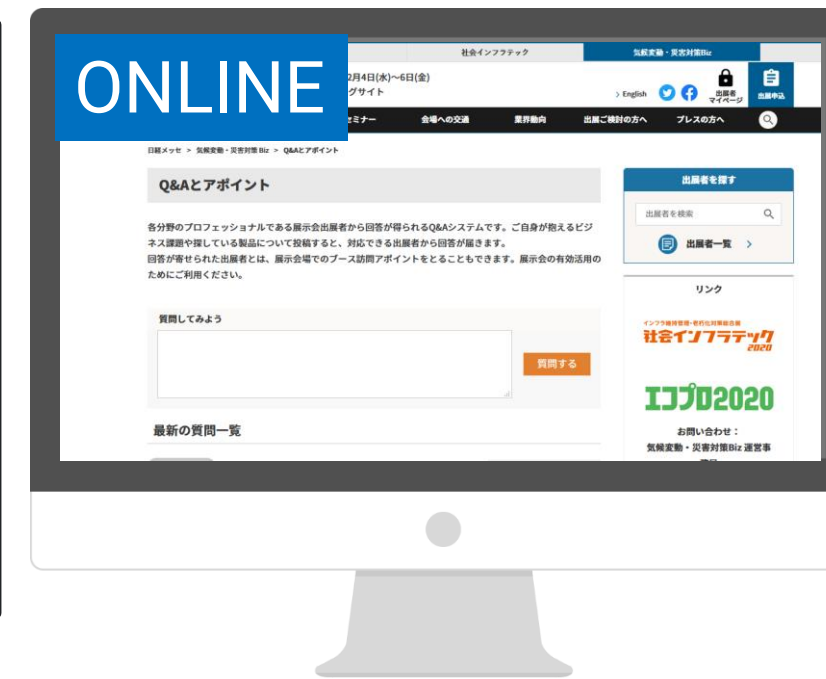 ONLINE
社会インフラテック
気候変動・災害対策Biz
2月4日(水)～6日(金)
グサイト
> English
出展者
マイページ
出展申込
セミナー
会場への交通
業界動向
出展ご検討の方へ
プレスの方へ
日経メッセ > 気候変動・災害対策 Biz > Q&Aとアポイント
Q&Aとアポイント
各分野のプロフェッショナルである展示会出展者から回答が得られるQ&Aシステムです。ご自身が抱えるビジ
ネス課題や探している製品について投稿すると、対応できる出展者から回答が届きます。
回答が寄せられた出展者とは、展示会場でのブース訪問アポイントをとることもできます。展示会の有効活用の
ためにご利用ください。
質問してみよう
質問する
最新の質問一覧
出展者を探す
出展者を検索
出展者一覧 >
リンク
インフラ維持管理・老朽化対策総合展
社会インフラテック
2020
エコプロ2020
お問い合わせ：
気候変動・災害対策Biz 運営事